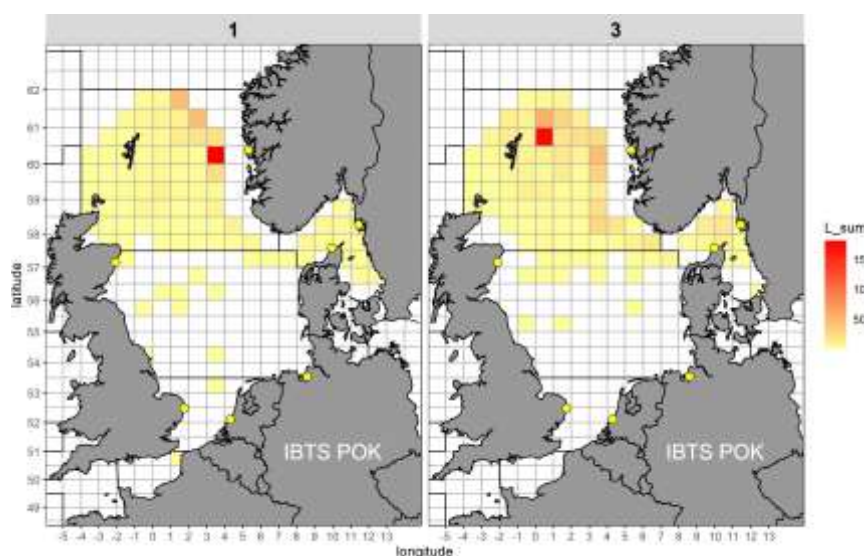 1 3
62 61 60 59 58 57 56 55 54 53 52 51 50 49
latitude
IBTS POK IBTS POK
L_sum
50
-5 -4 -3 -2 -1 0 1 2 3 4 5 6 7 8 9 10 11 12 13 -5 -4 -3 -2 -1 0 1 2 3 4 5 6 7 8 9 10 11 12 13
longitude